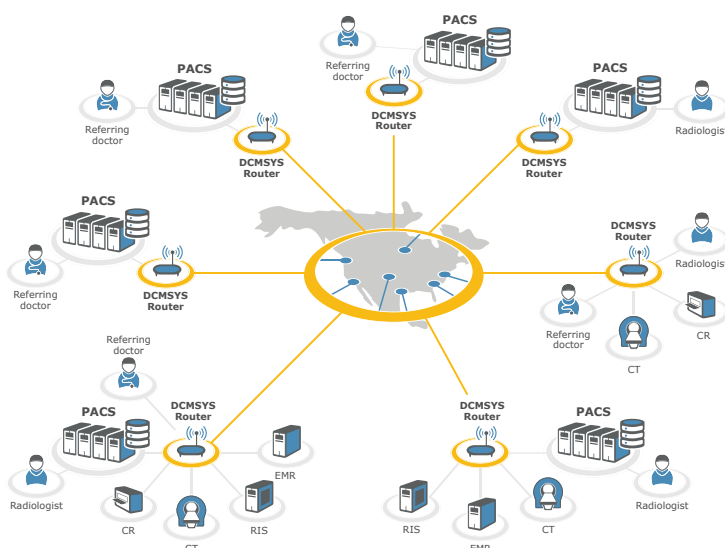 PACS
Referring
doctor
DCMSYS
Router
PACS
Referring
doctor
DCMSYS
Router
PACS
Radiologist
DCMSYS
Router
PACS
Referring
doctor
DCMSYS
Router
DCMSYS
Router
Radiologist
Referring
doctor
CT
CR
Referring
doctor
PACS
DCMSYS
Router
EMR
Radiologist
CR
CT
RIS
DCMSYS
Router
PACS
RIS
EMR
CT
Radiologist